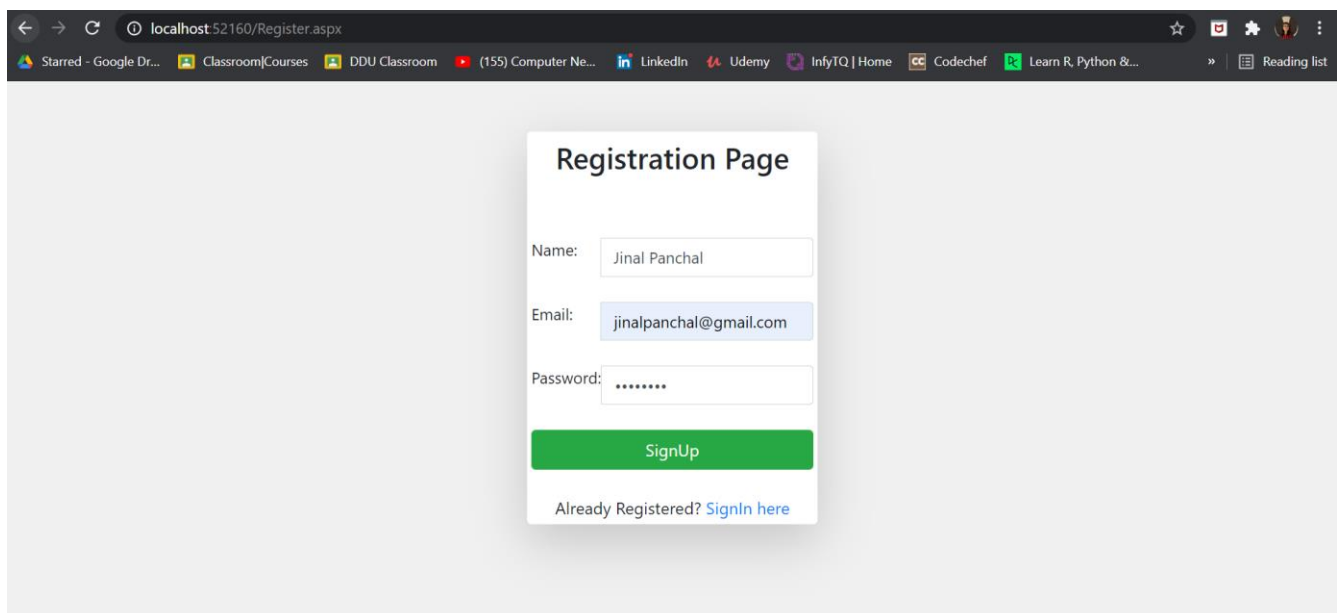 localhost:52160/Register.aspx
Starred - Google Dr... Classroom|Courses DDU Classroom (155) Computer Ne... in LinkedIn Udemy InfyTQ | Home CC Codechef Learn R, Python &... » Reading list
Registration Page
Name: Jinal Panchal
Email: jinalpanchal@gmail.com
Password: ••••••••
SignUp
Already Registered? SignIn here